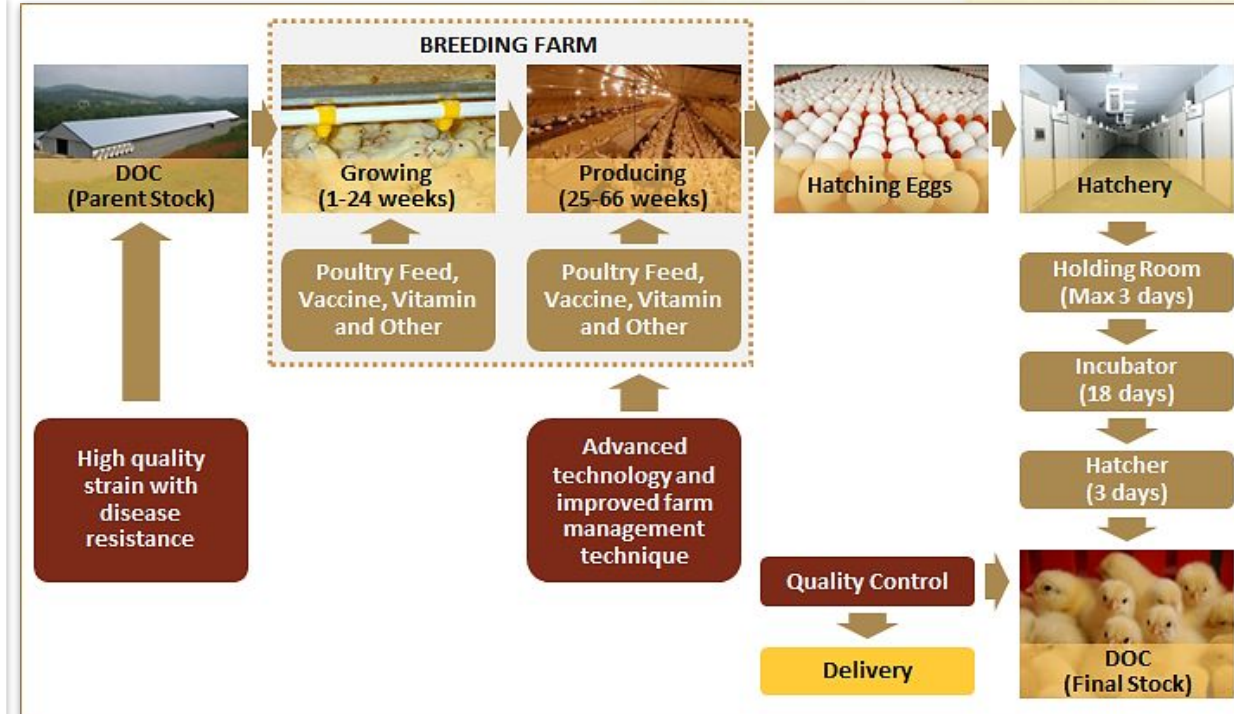 BREEDING FARM
DOC
(Parent Stock)
Growing
(1-24 weeks)
Producing
(25-66 weeks)
Hatching Eggs
Hatchery
Poultry Feed,
Vaccine, Vitamin
and Other
Poultry Feed,
Vaccine, Vitamin
and Other
Holding Room
(Max 3 days)
Incubator
(18 days)
Hatcher
(3 days)
High quality
strain with
disease
resistance
Advanced
technology and
improved farm
management
technique
Quality Control
Delivery
DOC
(Final Stock)